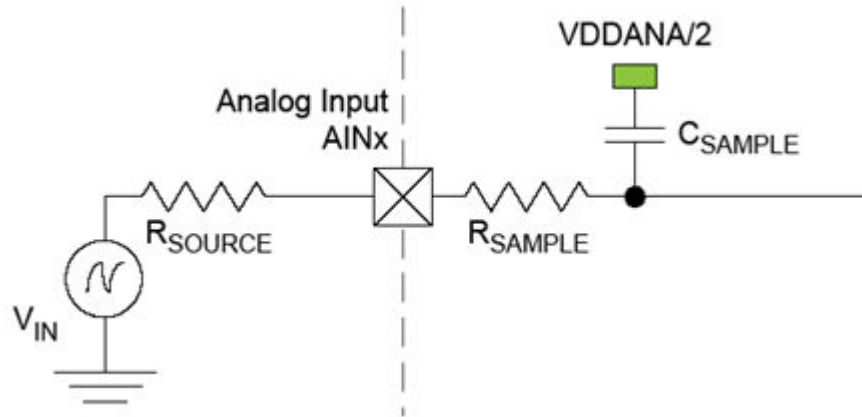 VDDANA/2
Analog Input
AINx
CSAMPLE
RSOURCE
RSAMPLE
VIN